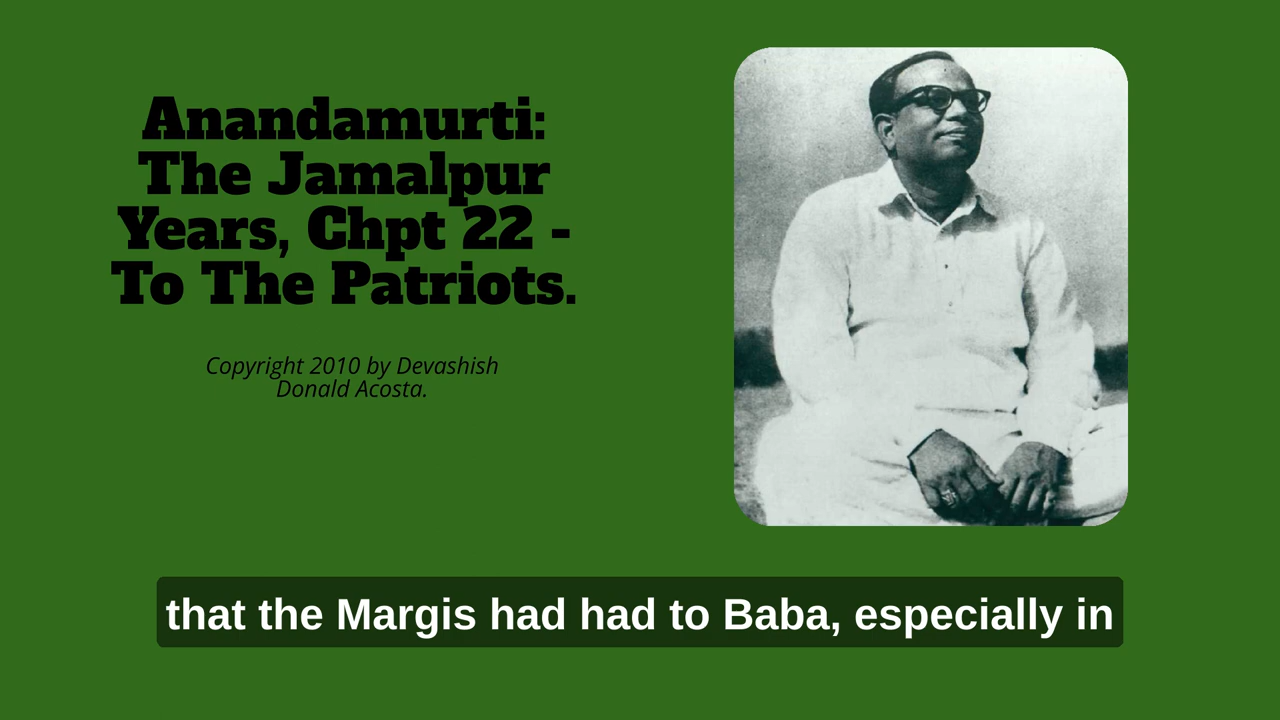 Anandamurti:
The Jamalpur
Years, Chpt 22 -
To The Patriots.
Copyright 2010 by Devashish
Donald Acosta.
that the Margis had had to Baba, especially in